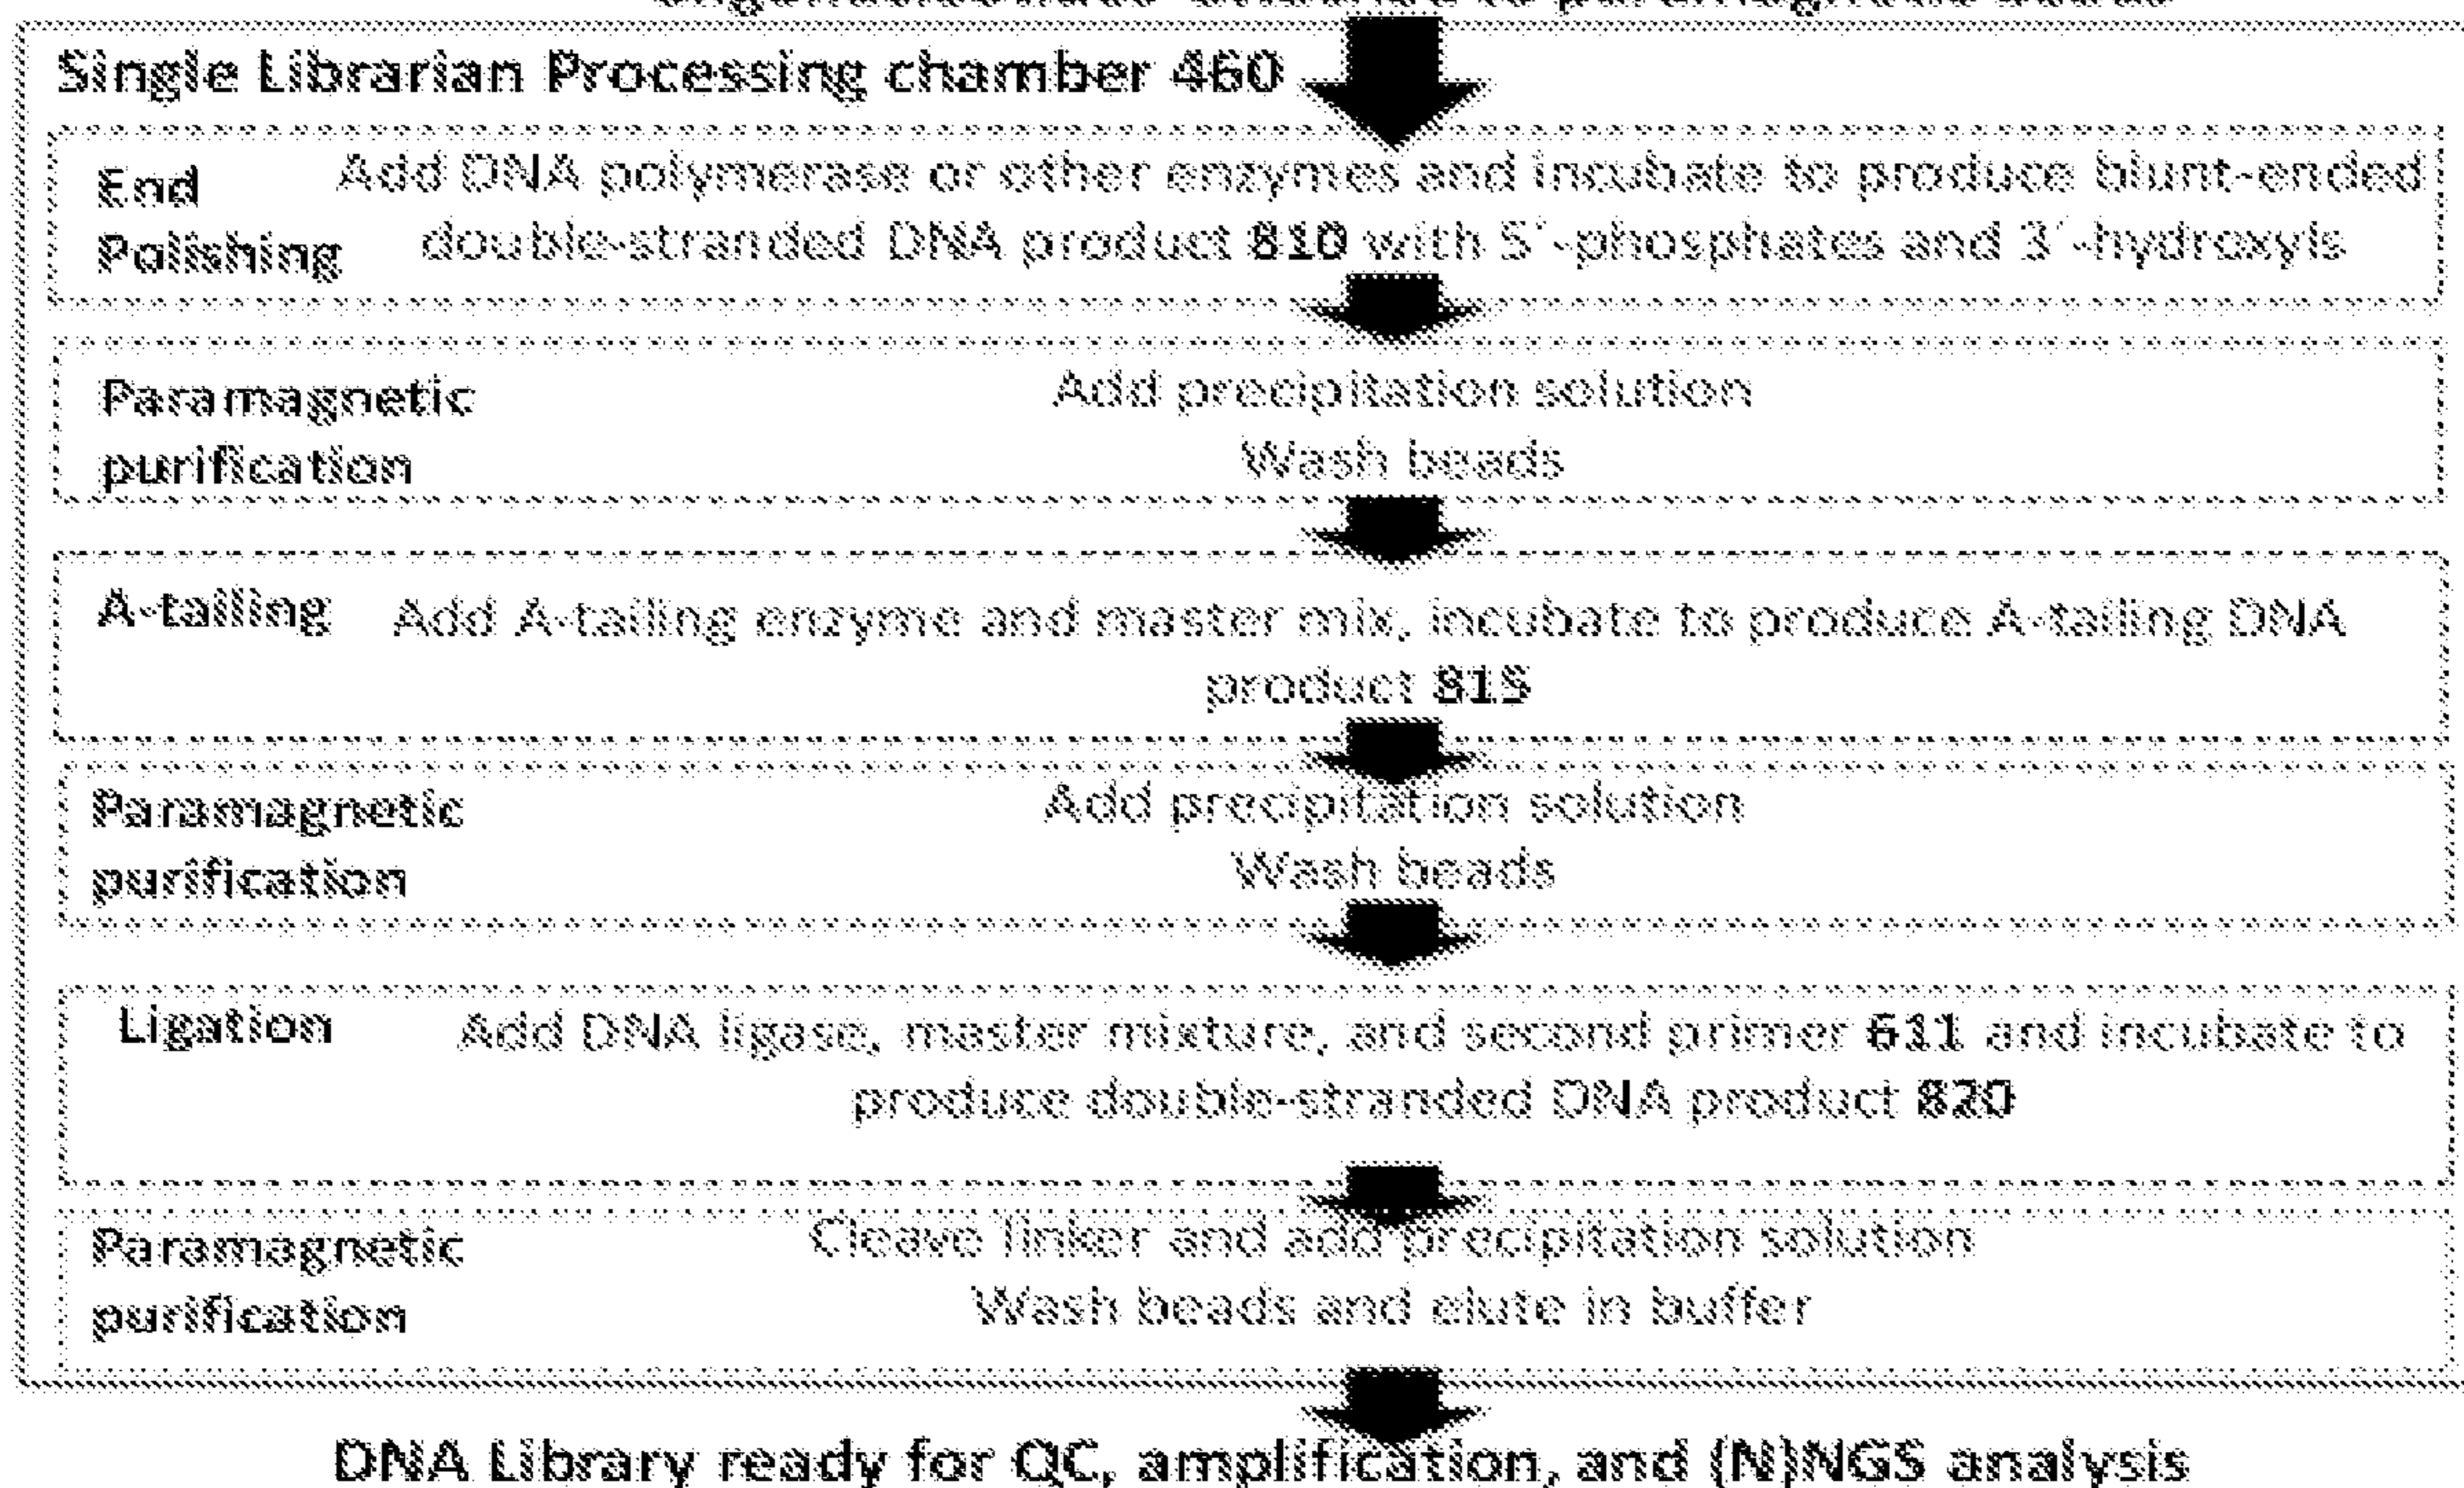 to paramagnetic beads
Single Librarian Processing chamber 460
End Polishing
Add DNA polymerase or other enzymes and incubate to produce blunt-ended
double-stranded DNA product 810 with 5´-phosphates and 3´-hydroxyls
Paramagnetic
purification
Add precipitation solution
Wash beads
A-tailing
Add A-tailing enzyme and master mix, incubate to produce A-tailing DNA
product 815
Paramagnetic
purification
Add precipitation solution
Wash beads
Ligation
Add DNA ligase, master mixture, and second primer 611 and incubate to
produce double-stranded DNA product 820
Paramagnetic
purification
Cleave linker and add precipitation solution
Wash beads and elute in buffer
DNA Library ready for QC, amplification, and (N)NGS analysis